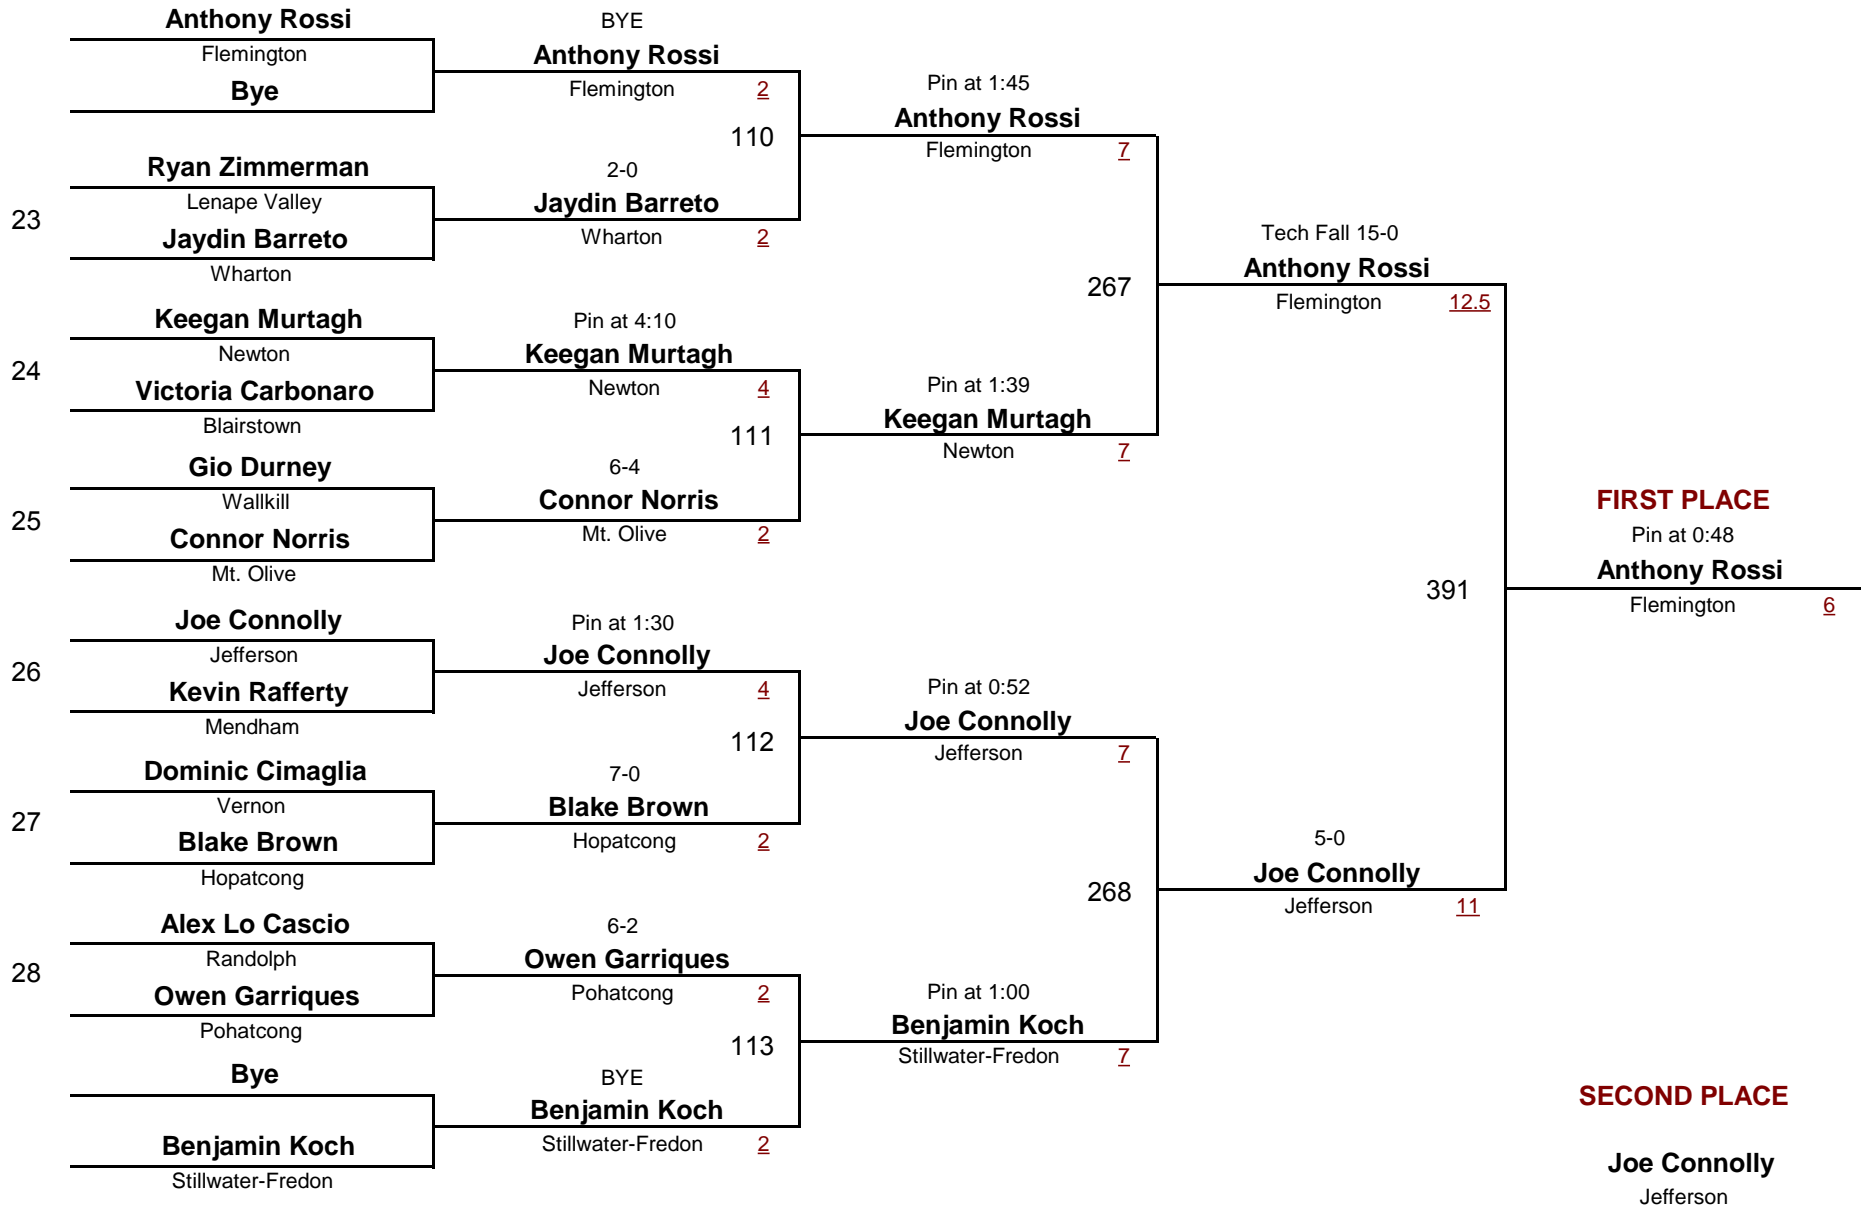 Anthony Rossi
Flemington
Bye
23
Ryan Zimmerman
Lenape Valley
Jaydin Barreto
Wharton
24
Keegan Murtagh
Newton
Victoria Carbonaro
Blairstown
25
Gio Durney
Wallkill
Connor Norris
Mt. Olive
26
Joe Connolly
Jefferson
Kevin Rafferty
Mendham
27
Dominic Cimaglia
Vernon
Blake Brown
Hopatcong
28
Alex Lo Cascio
Randolph
Owen Garriques
Pohatcong
Bye
Benjamin Koch
Stillwater-Fredon
BYE
Anthony Rossi
Flemington 2
110
2-0
Jaydin Barreto
Wharton 2
Pin at 4:10
Keegan Murtagh
Newton 4
111
6-4
Connor Norris
Mt. Olive 2
Pin at 1:30
Joe Connolly
Jefferson 4
112
7-0
Blake Brown
Hopatcong 2
6-2
Owen Garriques
Pohatcong 2
113
BYE
Benjamin Koch
Stillwater-Fredon 2
Pin at 1:45
Anthony Rossi
Flemington 7
267
Pin at 1:39
Keegan Murtagh
Newton 7
Pin at 0:52
Joe Connolly
Jefferson 7
268
Pin at 1:00
Benjamin Koch
Stillwater-Fredon 7
Tech Fall 15-0
Anthony Rossi
Flemington 12.5
391
5-0
Joe Connolly
Jefferson 11
FIRST PLACE
Pin at 0:48
Anthony Rossi
Flemington 6
SECOND PLACE
Joe Connolly
Jefferson